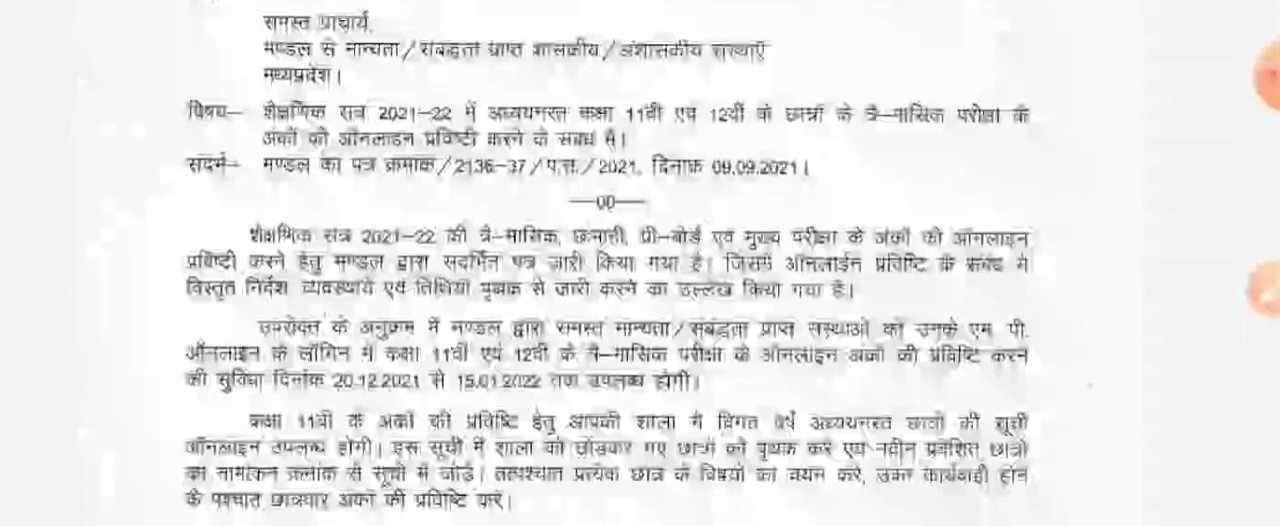 समस्त प्राचार्य,
मण्डल से मान्यता/संबद्धता प्राप्त शासकीय/अशासकीय संस्थाऐं
मध्यप्रदेश।
विषय– शैक्षणिक सत्र 2021–22 में अध्ययनरत कक्षा 11वी एवं 12वीं के छात्रों के त्रै–मासिक परीक्षा के
अंकों की ऑनलाइन प्रविष्टी करने के संबंध में।
संदर्भ– मण्डल का पत्र क्रमांक/2136–37/प.स./2021, दिनांक 09.09.2021।
—00—
शैक्षणिक सत्र 2021–22 की त्रै–मासिक, छःमाही, प्री–बोर्ड एवं मुख्य परीक्षा के अंकों की ऑनलाइन
प्रविष्टी करने हेतु मण्डल द्वारा संदर्भित पत्र जारी किया गया है। जिसमें ऑनलाईन प्रविष्टि के संबंध में
विस्तृत निर्देश व्यवस्थायें एवं तिथियां पृथक से जारी करने का उल्लेख किया गया है।
उपरोक्त के अनुक्रम में मण्डल द्वारा समस्त मान्यता/संबद्धता प्राप्त संस्थाओं को उनके एम.पी.
ऑनलाइन के लॉगिन में कक्षा 11वीं एवं 12वीं के त्रै–मासिक परीक्षा के ऑनलाइन अंकों की प्रविष्टि करने
की सुविधा दिनांक 20.12.2021 से 15.01.2022 तक उपलब्ध होगी।
कक्षा 11वी के अंकों की प्रविष्टि हेतु आपकी शाला में विगत वर्ष अध्ययनरत छात्रों की सूची
ऑनलाइन उपलब्ध होगी। इस सूची में शाला को छोंडकर गए छात्रों को पृथक करें एवं नवीन प्रवेशित छात्रों
का नामांकन क्रमांक से सूची में जोड़े। तत्पश्चात प्रत्येक छात्र के विषयों का चयन करें, उक्त कार्यवाही होने
के पश्चात छात्रवार अंकों की प्रविष्टि करें।